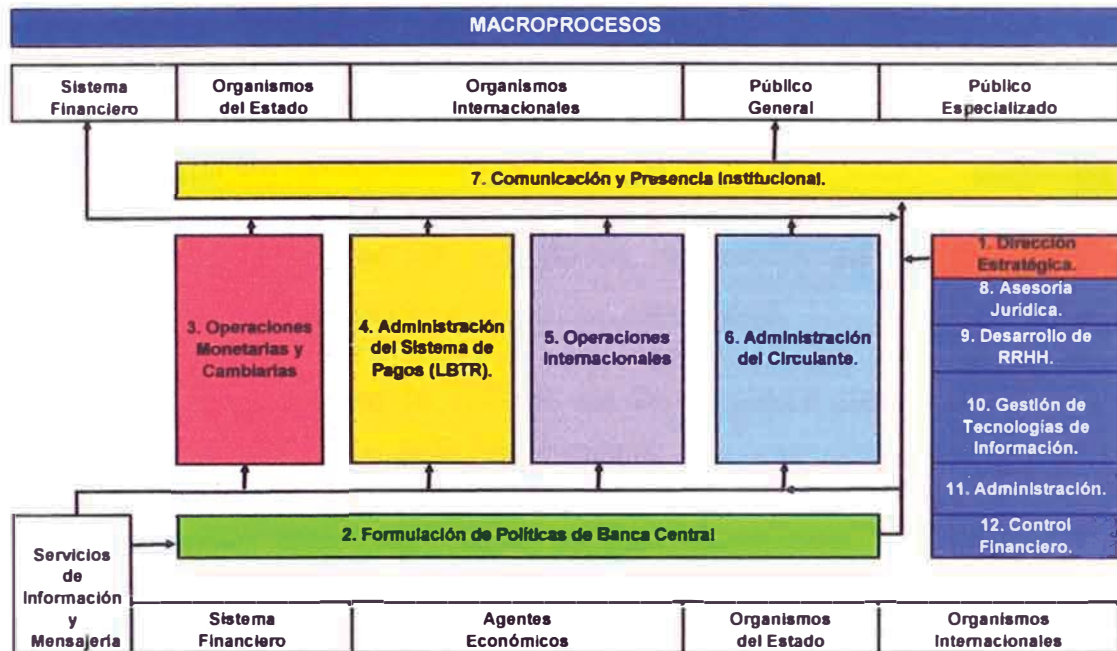 MACROPROCESOS
Sistema
Financiero
Organismos
del Estado
Organismos
Internacionales
Público
General
Público
Especializado
7. Comunicación y Presencia Institucional.
3. Operaciones
Monetarias y
Cambiarias
4. Administración
del Sistema de
Pagos (LBTR).
5. Operaciones
Internacionales
6. Administración
del Circulante.
1. Dirección
Estratégica.
8. Asesoría
Jurídica.
9. Desarrollo de
RRHH.
10. Gestión de
Tecnologías de
Información.
11. Administración.
12. Control
Financiero.
2. Formulación de Políticas de Banca Central
Servicios
de
Información
y
Mensajería
Sistema
Financiero
Agentes
Económicos
Organismos
del Estado
Organismos
Internacionales